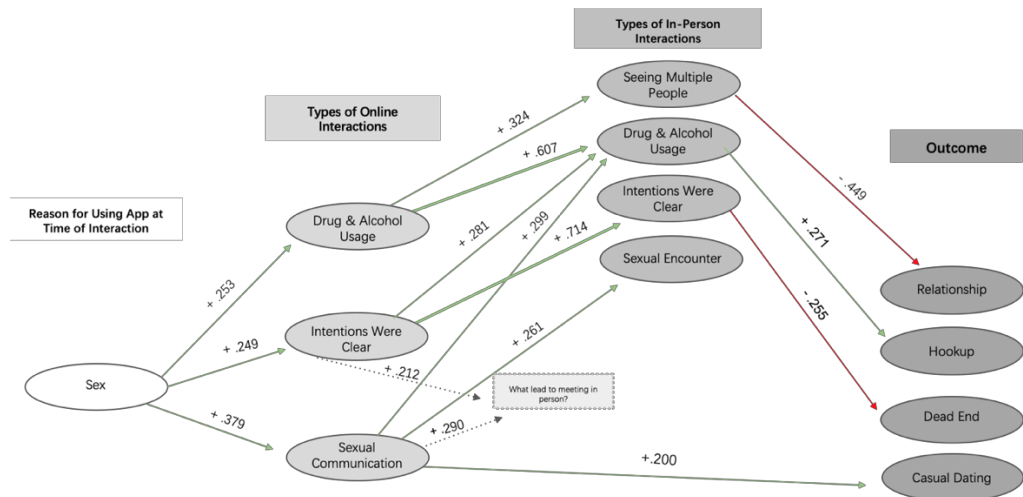 Types of In-Person
Interactions
Seeing Multiple
People
Types of Online
Interactions
+ .324
Drug & Alcohol
Usage
+ .607
Outcome
Intentions Were
Clear
- .449
Reason for Using App at
Time of Interaction
Drug & Alcohol
Usage
+ .281
+ .299
+ .714
+ .271
Sexual Encounter
+ .253
- .255
Relationship
Intentions Were
Clear
+ .261
+ .249
Hookup
+ .212
Sex
What lead to meeting in
person?
+ .379
+ .290
Dead End
Sexual
Communication
+.200
Casual Dating